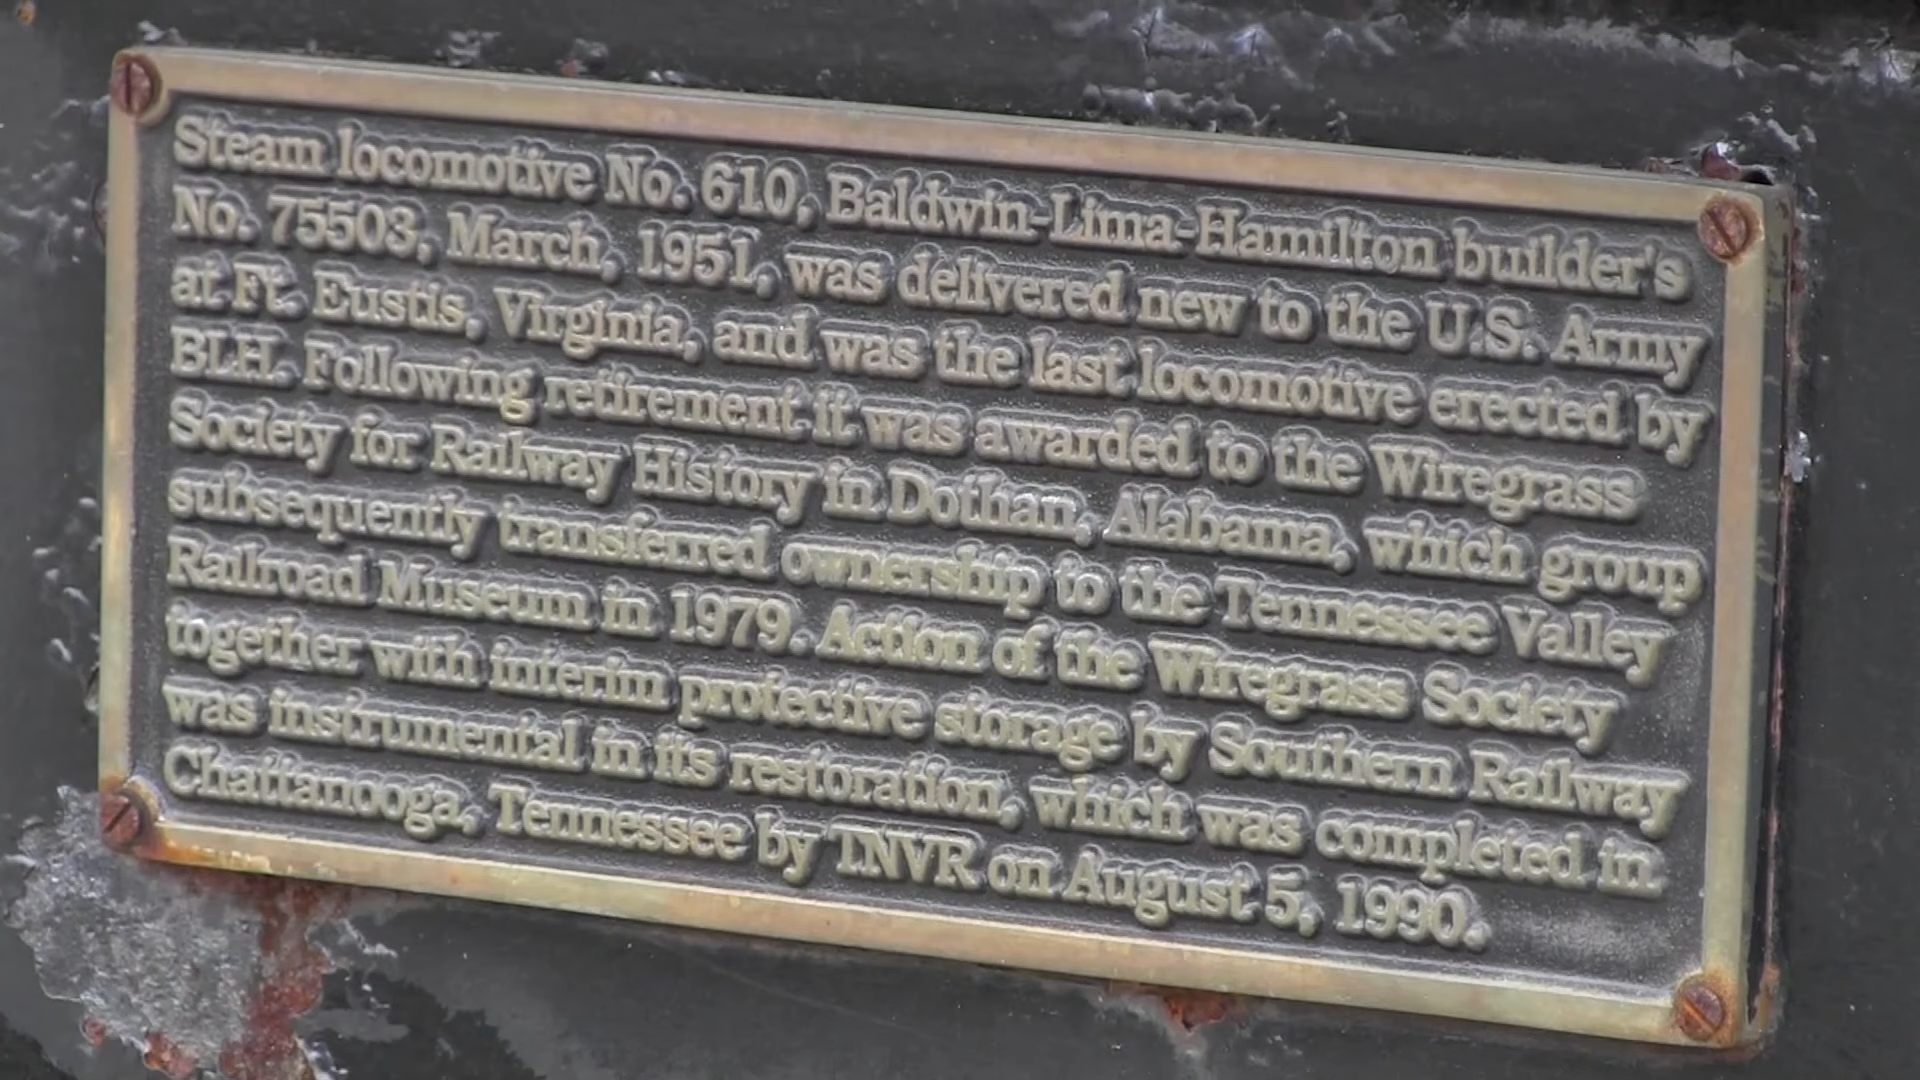 Steam locomotive No. 610, Baldwin-Lima-Hamilton builder's
No. 75503, March, 1951, was delivered new to the U.S. Army
at Ft. Eustis, Virginia, and was the last locomotive erected by
BLH. Following retirement it was awarded to the Wiregrass
Society for Railway History in Dothan, Alabama, which group
subsequently transferred ownership to the Tennessee Valley
Railroad Museum in 1979. Action of the Wiregrass Society
together with interim protective storage by Southern Railway
was instrumental in its restoration, which was completed in
Chattanooga, Tennessee by TNVR on August 5, 1990.